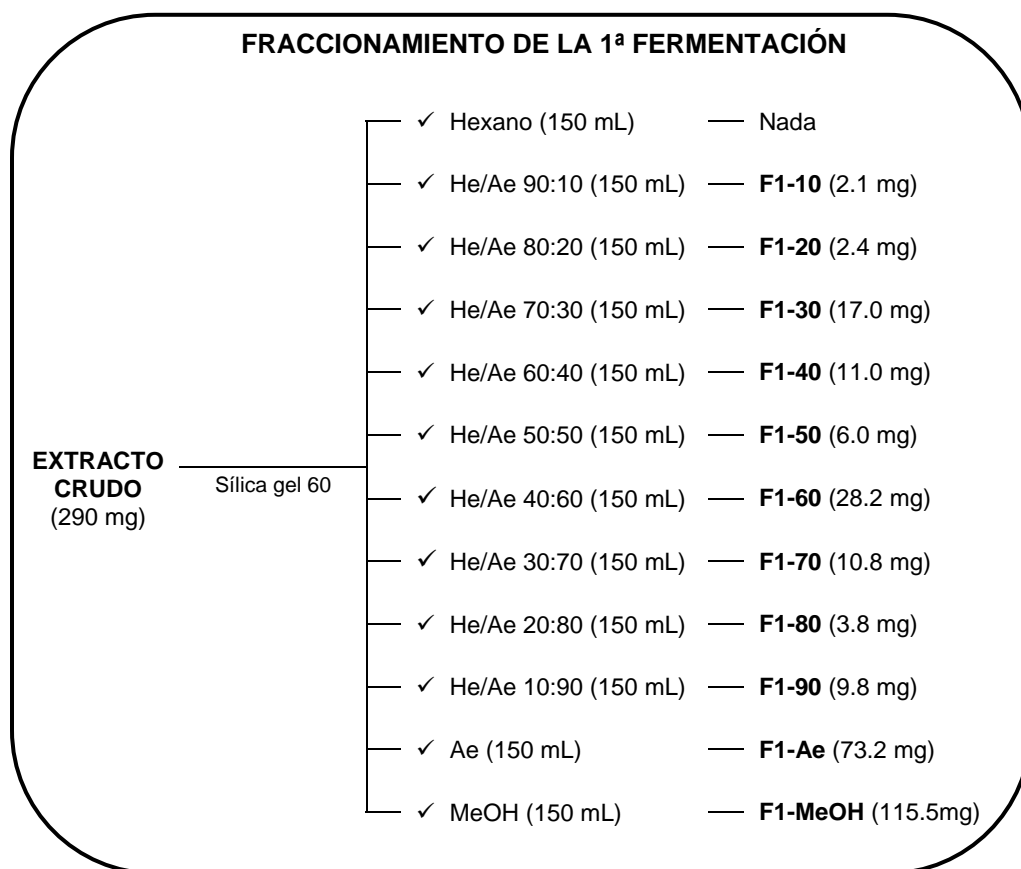 FRACCIONAMIENTO DE LA 1ª FERMENTACIÓN
✓ Hexano (150 mL) — Nada
✓ He/Ae 90:10 (150 mL) — F1-10 (2.1 mg)
✓ He/Ae 80:20 (150 mL) — F1-20 (2.4 mg)
✓ He/Ae 70:30 (150 mL) — F1-30 (17.0 mg)
✓ He/Ae 60:40 (150 mL) — F1-40 (11.0 mg)
✓ He/Ae 50:50 (150 mL) — F1-50 (6.0 mg)
EXTRACTO
CRUDO
(290 mg)
Sílica gel 60
✓ He/Ae 40:60 (150 mL) — F1-60 (28.2 mg)
✓ He/Ae 30:70 (150 mL) — F1-70 (10.8 mg)
✓ He/Ae 20:80 (150 mL) — F1-80 (3.8 mg)
✓ He/Ae 10:90 (150 mL) — F1-90 (9.8 mg)
✓ Ae (150 mL) — F1-Ae (73.2 mg)
✓ MeOH (150 mL) — F1-MeOH (115.5mg)